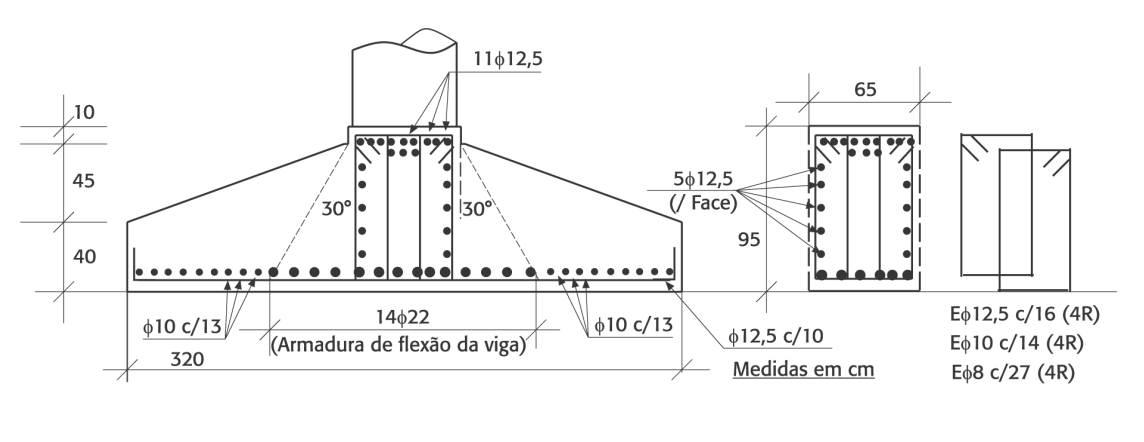 11ϕ12,5
10
45
40
30°
30°
ϕ10 c/13
14ϕ22
(Armadura de flexão da viga)
ϕ10 c/13
320
ϕ12,5 c/10
Medidas em cm
65
5ϕ12,5
(/ Face)
95
Eϕ12,5 c/16 (4R)
Eϕ10 c/14 (4R)
Eϕ8 c/27 (4R)